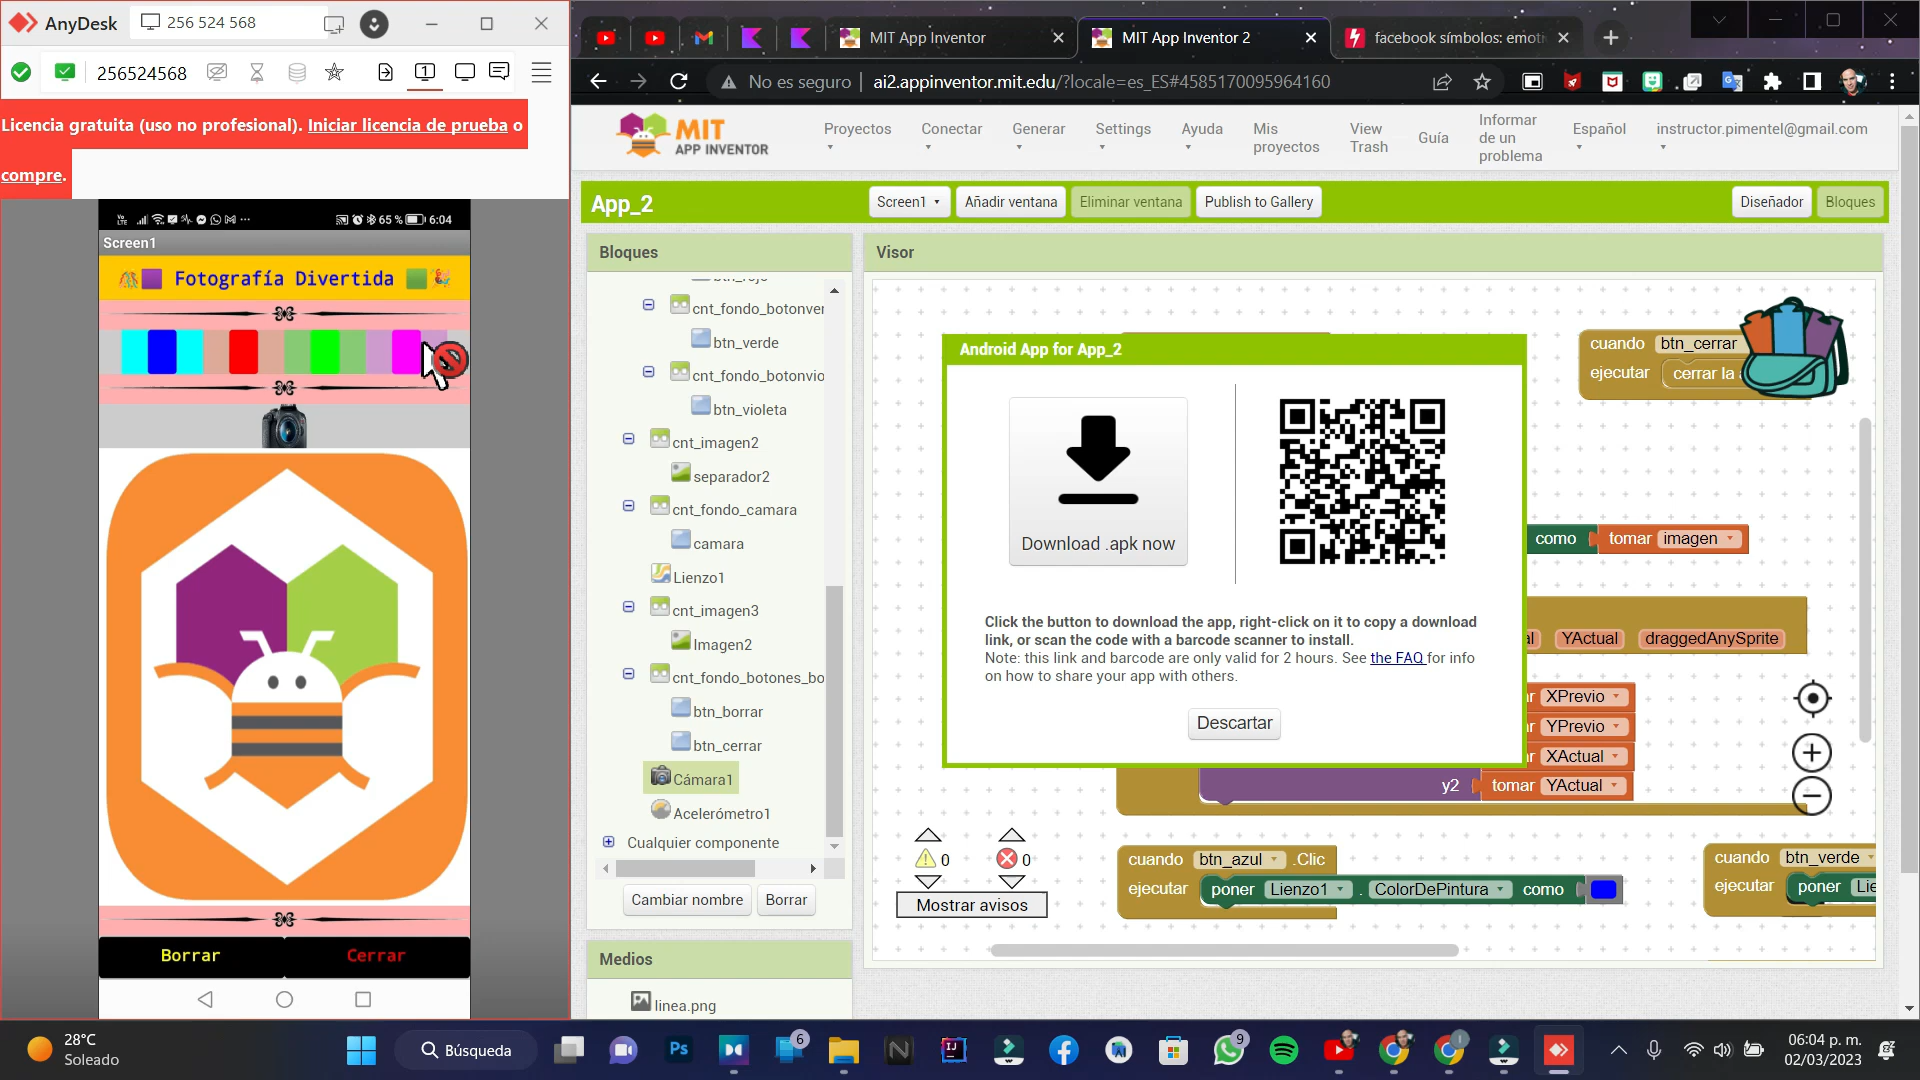 AnyDesk
256 524 568
256524568
1
Licencia gratuita (uso no profesional). Iniciar licencia de prueba o
compre.
65 % 6:04
Screen1
Fotografía Divertida
Borrar
Cerrar
MIT App Inventor
MIT App Inventor 2
facebook símbolos: emoti
No es seguro
ai2.appinventor.mit.edu/?locale=es_ES#4585170095964160
MIT
APP INVENTOR
Proyectos
Conectar
Generar
Settings
Ayuda
Mis proyectos
View Trash
Guía
Informar de un problema
Español
instructor.pimentel@gmail.com
App_2
Screen1
Añadir ventana
Eliminar ventana
Publish to Gallery
Diseñador
Bloques
Bloques
cnt_fondo_botonver
btn_verde
cnt_fondo_botonvio
btn_violeta
cnt_imagen2
separador2
cnt_fondo_camara
camara
Lienzo1
cnt_imagen3
Imagen2
cnt_fondo_botones_bo
btn_borrar
btn_cerrar
Cámara1
Acelerómetro1
Cualquier componente
Cambiar nombre
Borrar
Medios
linea.png
Visor
cuando btn_cerrar
ejecutar cerrar la
Android App for App_2
Download .apk now
Click the button to download the app, right-click on it to copy a download
link, or scan the code with a barcode scanner to install.
Note: this link and barcode are only valid for 2 hours. See the FAQ for info
on how to share your app with others.
Descartar
como tomar imagen
YActual draggedAnySprite
XPrevio
YPrevio
XActual
y2 tomar YActual
0
0
Mostrar avisos
cuando btn_azul .Clic
ejecutar poner Lienzo1 . ColorDePintura como
cuando btn_verde
ejecutar poner Lie
28°C
Soleado
Búsqueda
Ps
6
IJ
9
06:04 p. m.
02/03/2023